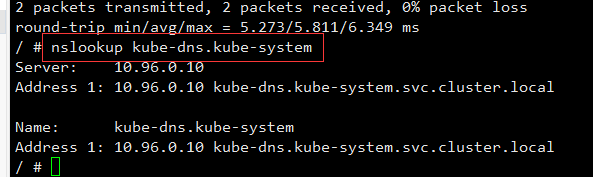 2 packets transmitted, 2 packets received, 0% packet loss
round-trip min/avg/max = 5.273/5.811/6.349 ms
/ # nslookup kube-dns.kube-system
Server:    10.96.0.10
Address 1: 10.96.0.10 kube-dns.kube-system.svc.cluster.local

Name:      kube-dns.kube-system
Address 1: 10.96.0.10 kube-dns.kube-system.svc.cluster.local
/ #